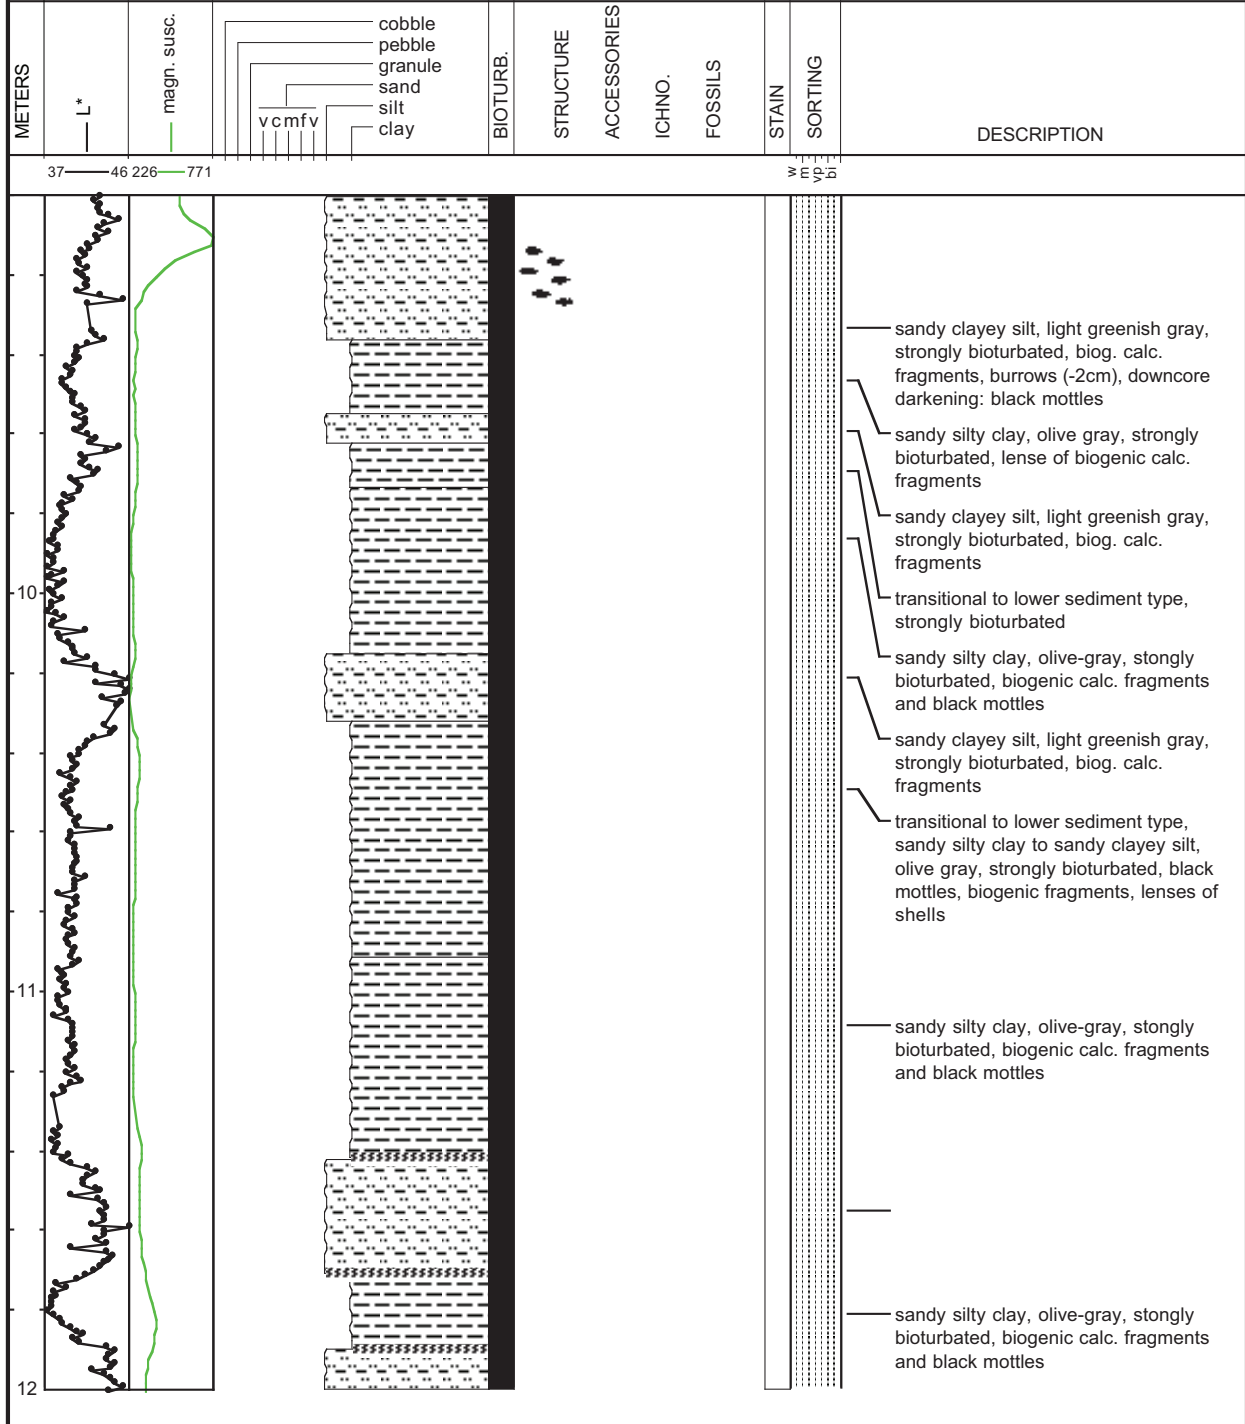 METERS
L*
magn. susc.
cobble
pebble
granule
sand
silt
v c m f v
clay
BIOTURB.
STRUCTURE
ACCESSORIES
ICHNO.
FOSSILS
STAIN
SORTING
DESCRIPTION
37 46 226 771
w
m
vp
bi
sandy clayey silt, light greenish gray,
strongly bioturbated, biog. calc.
fragments, burrows (-2cm), downcore
darkening: black mottles
sandy silty clay, olive gray, strongly
bioturbated, lense of biogenic calc.
fragments
sandy clayey silt, light greenish gray,
strongly bioturbated, biog. calc.
fragments
10
transitional to lower sediment type,
strongly bioturbated
sandy silty clay, olive-gray, stongly
bioturbated, biogenic calc. fragments
and black mottles
sandy clayey silt, light greenish gray,
strongly bioturbated, biog. calc.
fragments
transitional to lower sediment type,
sandy silty clay to sandy clayey silt,
olive gray, strongly bioturbated, black
mottles, biogenic fragments, lenses of
shells
11
sandy silty clay, olive-gray, stongly
bioturbated, biogenic calc. fragments
and black mottles
sandy silty clay, olive-gray, stongly
bioturbated, biogenic calc. fragments
and black mottles
12